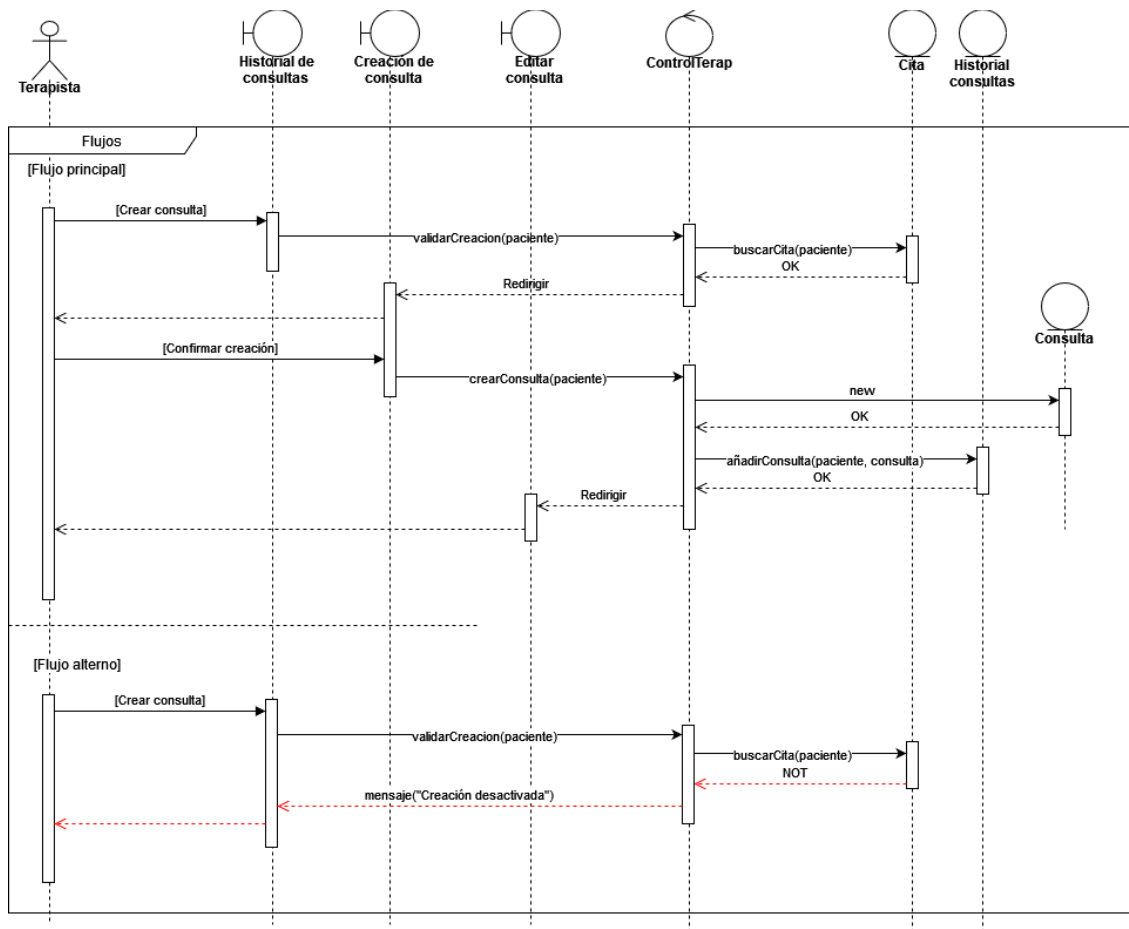 Terapista
Historial de
consultas
Creación de
consulta
Editar
consulta
ControlTerap
Cita
Historial
consultas
Flujos
[Flujo principal]
[Crear consulta]
validarCreacion(paciente)
buscarCita(paciente)
OK
Redirigir
Consulta
[Confirmar creación]
crearConsulta(paciente)
new
OK
añadirConsulta(paciente, consulta)
OK
Redirigir
[Flujo alterno]
[Crear consulta]
validarCreacion(paciente)
buscarCita(paciente)
NOT
mensaje("Creación desactivada")